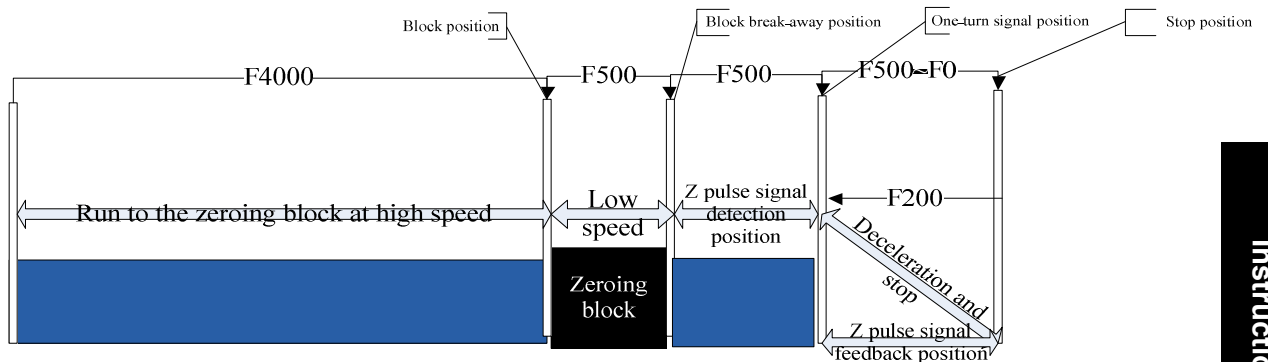 Block position
Block break-away position
One-turn signal position
Stop position
F4000
F500
F500
F500~F0
Run to the zeroing block at high speed
Low
speed
Z pulse signal
detection
position
F200
Deceleration and
stop
Zeroing
block
Z pulse signal
feedback position